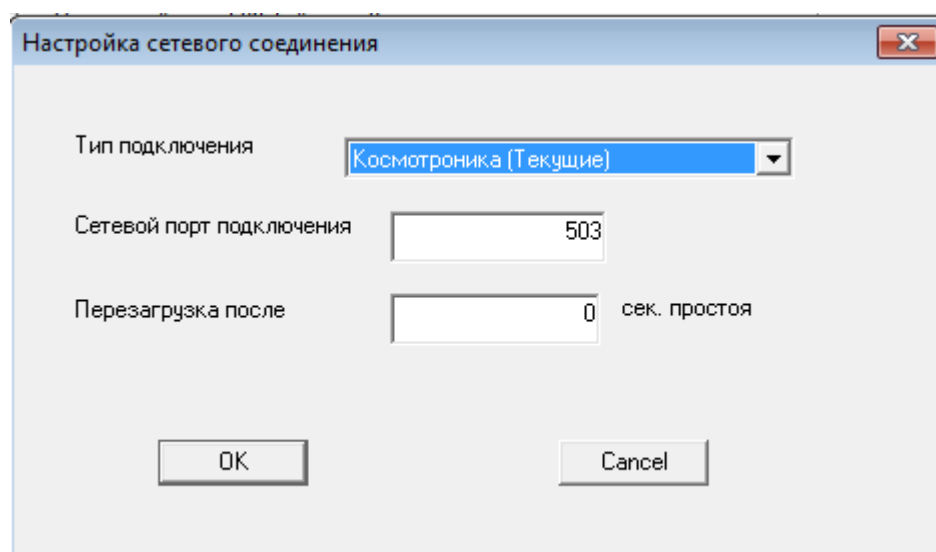 Настройка сетевого соединения
Тип подключения Космотроника (Текущие)
Сетевой порт подключения 503
Перезагрузка после 0 сек. простоя
OK Cancel